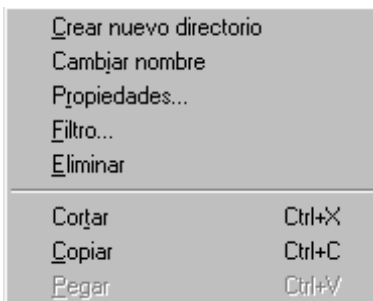 Crear nuevo directorio
Cambiar nombre
Propiedades...
Filtro...
Eliminar
Cortar Ctrl+X
Copiar Ctrl+C
Pegar Ctrl+V